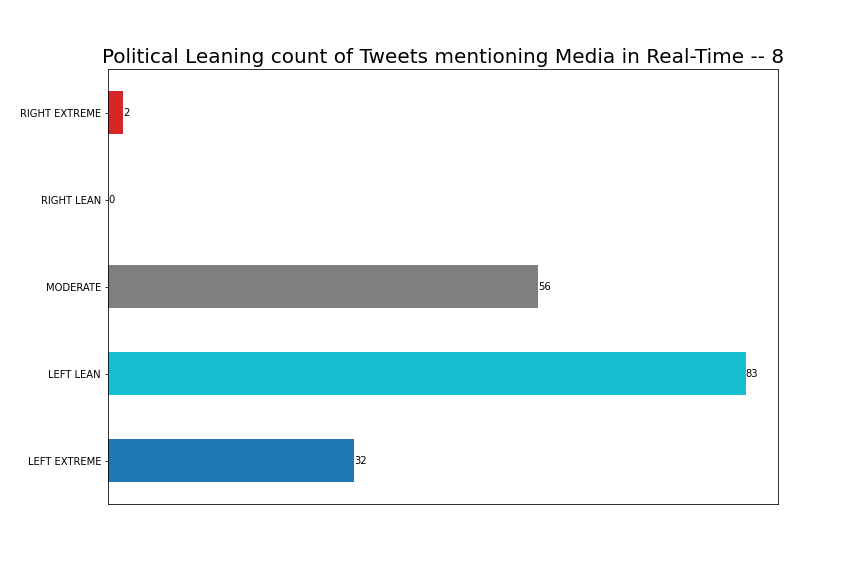 Political Leaning count of Tweets mentioning Media in Real-Time -- 8
RIGHT EXTREME 2
RIGHT LEAN 0
MODERATE 56
LEFT LEAN 83
LEFT EXTREME 32